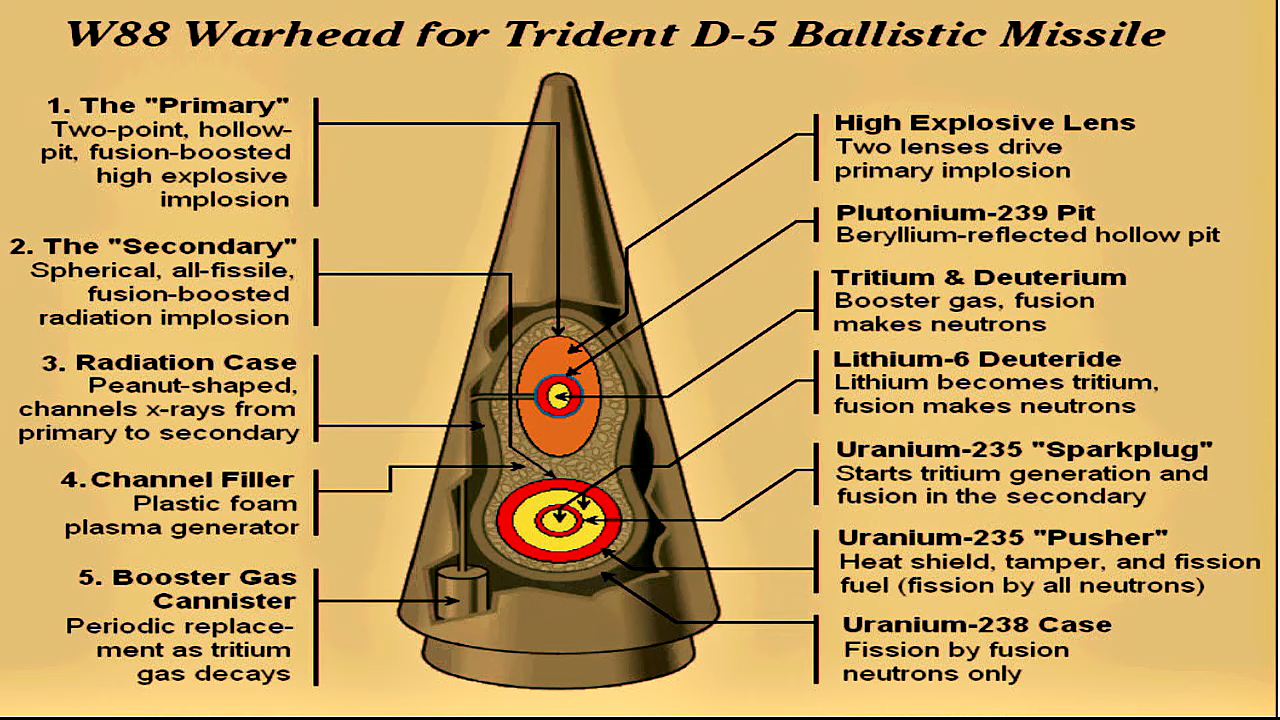 W88 Warhead for Trident D-5 Ballistic Missile
1. The "Primary"
Two-point, hollow-
pit, fusion-boosted
high explosive
implosion
2. The "Secondary"
Spherical, all-fissile,
fusion-boosted
radiation implosion
3. Radiation Case
Peanut-shaped,
channels x-rays from
primary to secondary
4. Channel Filler
Plastic foam
plasma generator
5. Booster Gas
Cannister
Periodic replace-
ment as tritium
gas decays
High Explosive Lens
Two lenses drive
primary implosion
Plutonium-239 Pit
Beryllium-reflected hollow pit
Tritium & Deuterium
Booster gas, fusion
makes neutrons
Lithium-6 Deuteride
Lithium becomes tritium,
fusion makes neutrons
Uranium-235 "Sparkplug"
Starts tritium generation and
fusion in the secondary
Uranium-235 "Pusher"
Heat shield, tamper, and fission
fuel (fission by all neutrons)
Uranium-238 Case
Fission by fusion
neutrons only